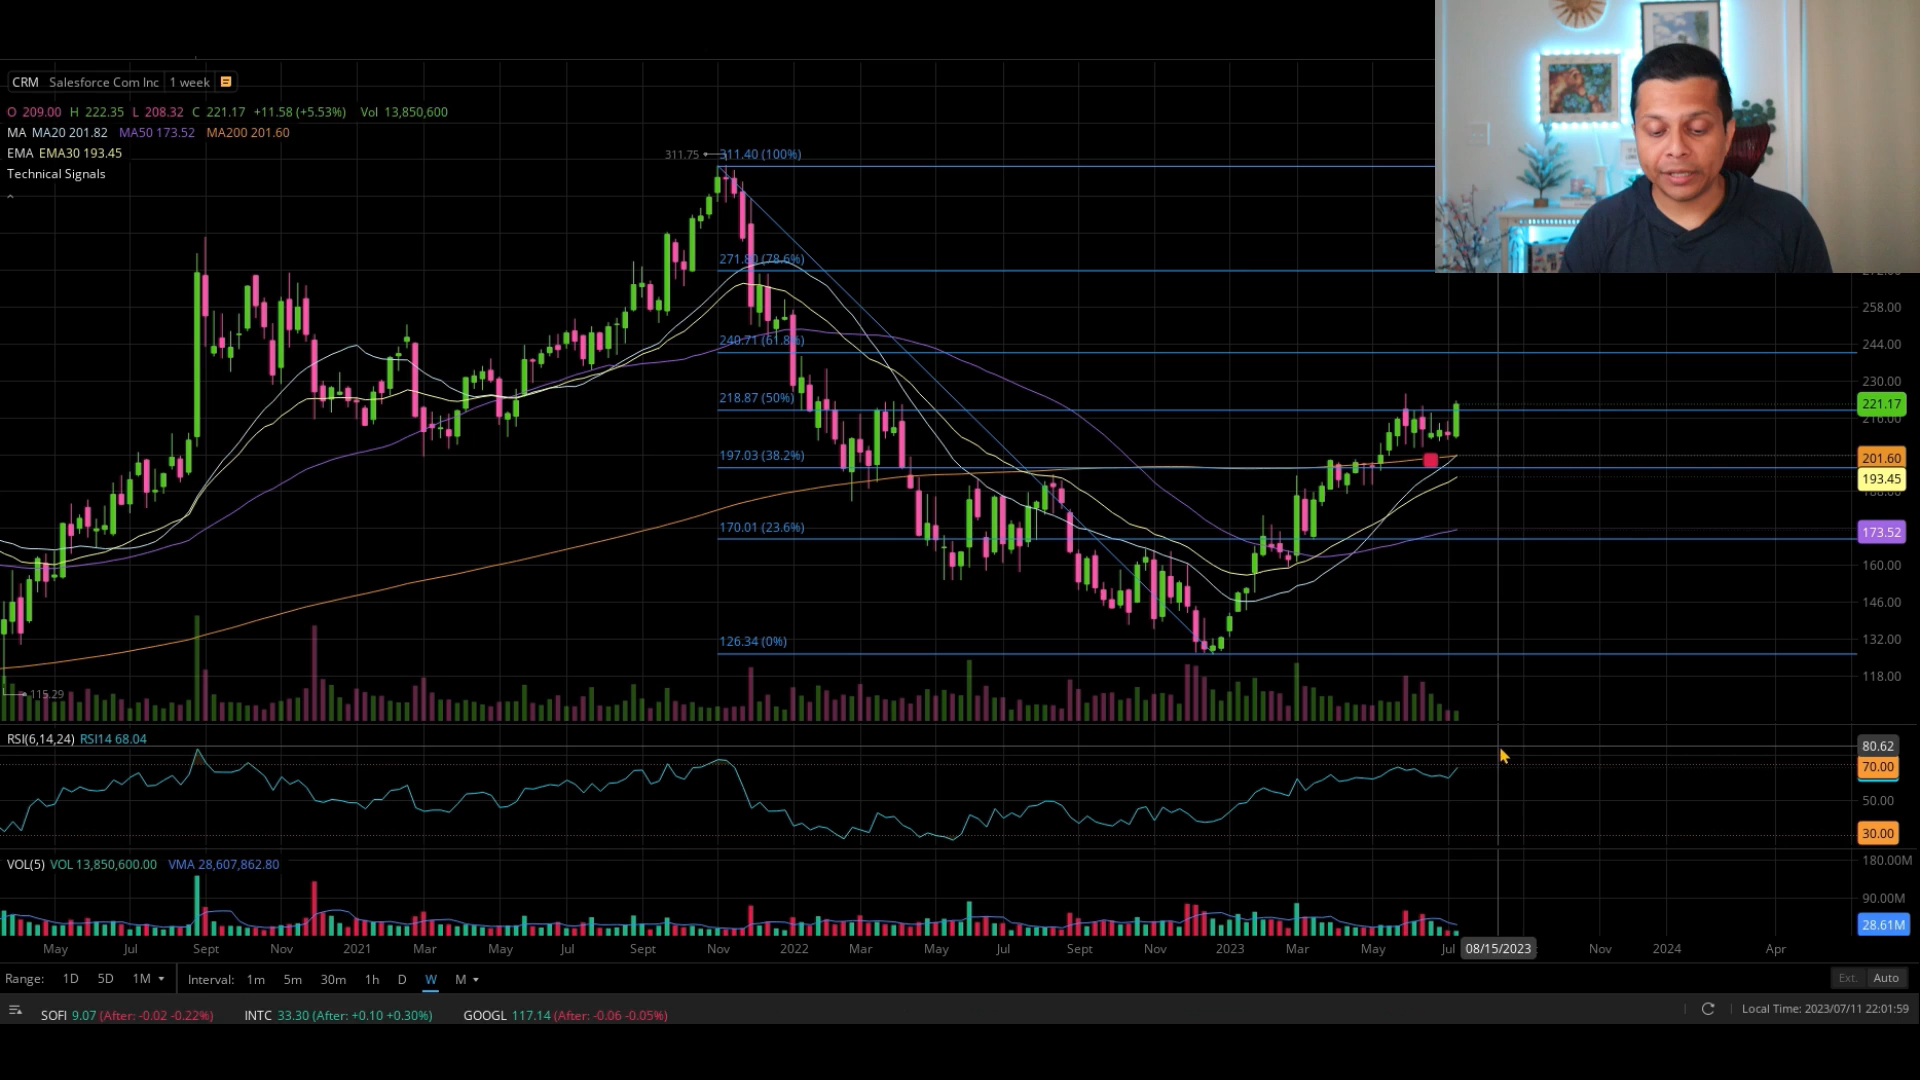 CRM Salesforce Com Inc 1 week
O 209.00 H 222.35 L 208.32 C 221.17 +11.58 (+5.53%) Vol 13,850,600
MA MA20 201.82 MA50 173.52 MA200 201.60
EMA EMA30 193.45
Technical Signals
311.75
311.40 (100%)
271.80 (78.6%)
240.71 (61.8%)
218.87 (50%)
197.03 (38.2%)
170.01 (23.6%)
126.34 (0%)
115.29
258.00
244.00
230.00
221.17
216.00
201.60
193.45
173.52
160.00
146.00
132.00
118.00
RSI(6,14,24) RSI14 68.04
80.62
70.00
50.00
30.00
VOL(5) VOL 13,850,600.00 VMA 28,607,862.80
180.00M
90.00M
28.61M
May Jul Sept Nov 2021 Mar May Jul Sept Nov 2022 Mar May Jul Sept Nov 2023 Mar May Jul 08/15/2023 Nov 2024 Apr
Range: 1D 5D 1M Interval: 1m 5m 30m 1h D W M Ext. Auto
SOFI 9.07 (After: -0.02 -0.22%) INTC 33.30 (After: +0.10 +0.30%) GOOGL 117.14 (After: -0.06 -0.05%) Local Time: 2023/07/11 22:01:59